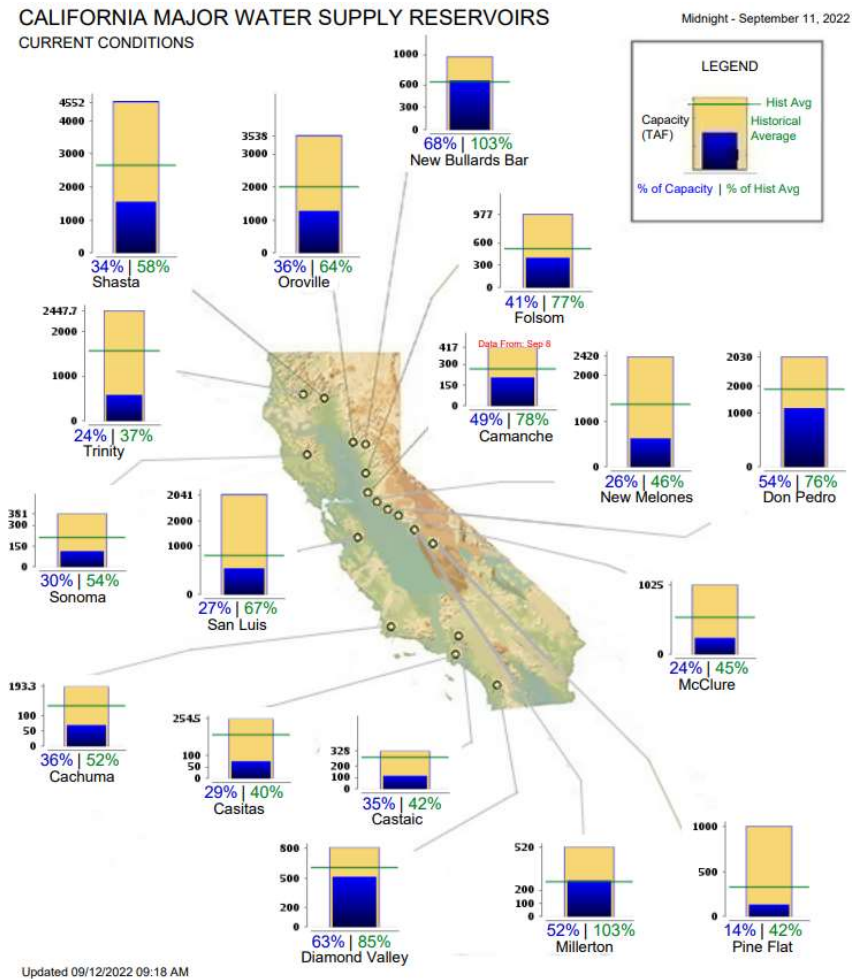 CALIFORNIA MAJOR WATER SUPPLY RESERVOIRS
Midnight - September 11, 2022
CURRENT CONDITIONS
LEGEND
Capacity
(TAF)
Hist Avg
Historical
Average
% of Capacity | % of Hist Avg
1000
600
300
0
68% | 103%
New Bullards Bar
4552
4000
3000
2000
1000
0
34% | 58%
Shasta
3538
3000
2000
1000
0
36% | 64%
Oroville
977
600
300
0
41% | 77%
Folsom
2447.7
2000
1000
0
24% | 37%
Trinity
Data From: Sep 8
417
300
150
0
49% | 78%
Camanche
2420
2000
1000
0
26% | 46%
New Melones
2030
2000
1000
0
54% | 76%
Don Pedro
381
300
150
0
30% | 54%
Sonoma
2041
2000
1000
0
27% | 67%
San Luis
1025
0
24% | 45%
McClure
193.3
100
50
0
36% | 52%
Cachuma
254.5
100
50
0
29% | 40%
Casitas
325
200
100
0
35% | 42%
Castaic
800
500
200
0
63% | 85%
Diamond Valley
520
200
100
0
52% | 103%
Millerton
1000
500
0
14% | 42%
Pine Flat
Updated 09/12/2022 09:18 AM